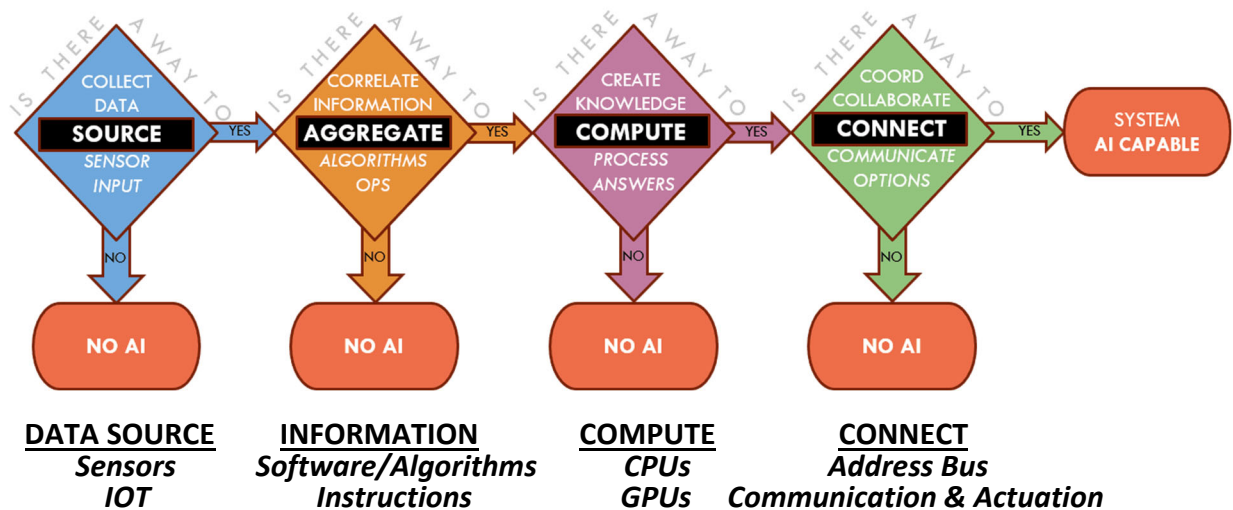 IS THERE A WAY TO
COLLECT
DATA
SOURCE
SENSOR
INPUT
YES
NO
NO AI
IS THERE A WAY TO
CORRELATE
INFORMATION
AGGREGATE
ALGORITHMS
OPS
YES
NO
NO AI
IS THERE A WAY TO
CREATE
KNOWLEDGE
COMPUTE
PROCESS
ANSWERS
YES
NO
NO AI
IS THERE A WAY TO
COORD
COLLABORATE
CONNECT
COMMUNICATE
OPTIONS
YES
NO
NO AI
SYSTEM
AI CAPABLE
DATA SOURCE
Sensors
IOT
INFORMATION
Software/Algorithms
Instructions
COMPUTE
CPUs
GPUs
CONNECT
Address Bus
Communication & Actuation